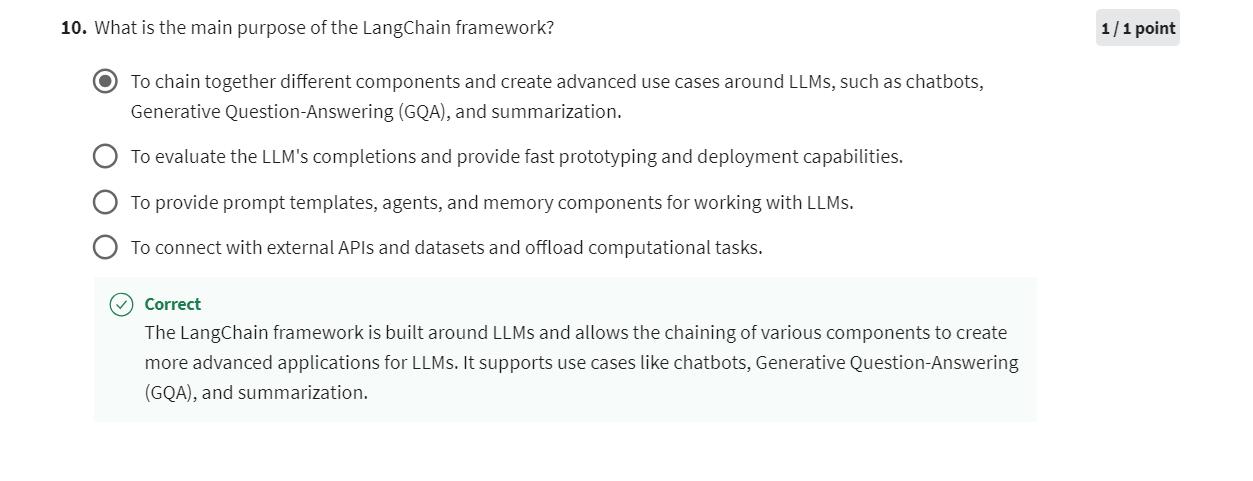 10. What is the main purpose of the LangChain framework?
1 / 1 point
To chain together different components and create advanced use cases around LLMs, such as chatbots,
Generative Question-Answering (GQA), and summarization.
To evaluate the LLM's completions and provide fast prototyping and deployment capabilities.
To provide prompt templates, agents, and memory components for working with LLMs.
To connect with external APIs and datasets and offload computational tasks.
Correct
The LangChain framework is built around LLMs and allows the chaining of various components to create
more advanced applications for LLMs. It supports use cases like chatbots, Generative Question-Answering
(GQA), and summarization.